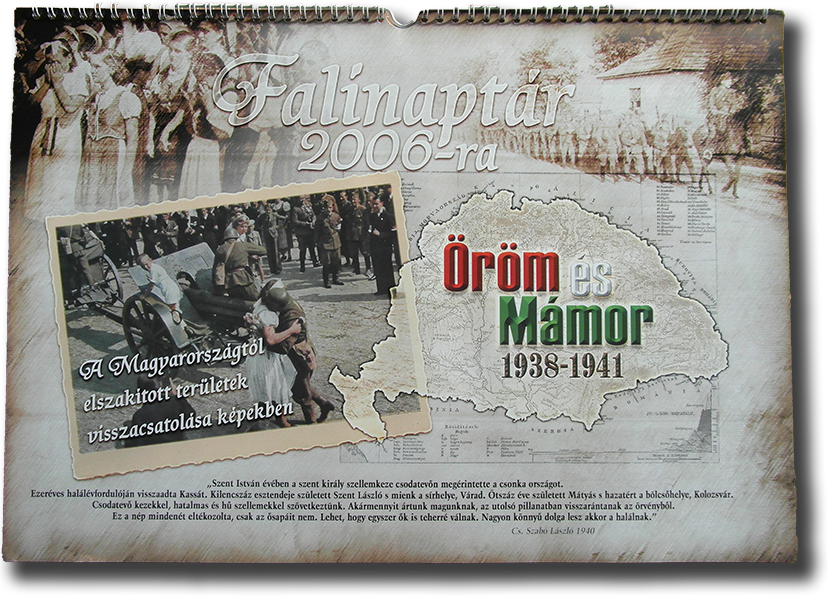 Falinaptár
2006-ra
Öröm és
Mámor
1938-1941
A Magyarországtól
elszakított területek
visszacsatolása képekben
„Szent István évében a szent király szellemkeze csodatevőn megérintette a csonka országot.
Ezeréves halálévfordulóján visszaadta Kassát. Kilencszáz esztendeje született Szent László s mienk a sírhelye, Várad. Ötszáz éve született Mátyás s hazatért a bölcsőhelye, Kolozsvár.
Csodatevő kezekkel, hatalmas és hű szellemekkel szövetkeztünk. Akármennyit ártunk magunknak, az utolsó pillanatban visszarántanak az örvényből.
Ez a nép mindenét eltékozolta, csak az ősapáit nem. Lehet, hogy egyszer ők is teherré válnak. Nagyon könnyű dolga lesz akkor a halálnak.”
Cs. Szabó László 1940